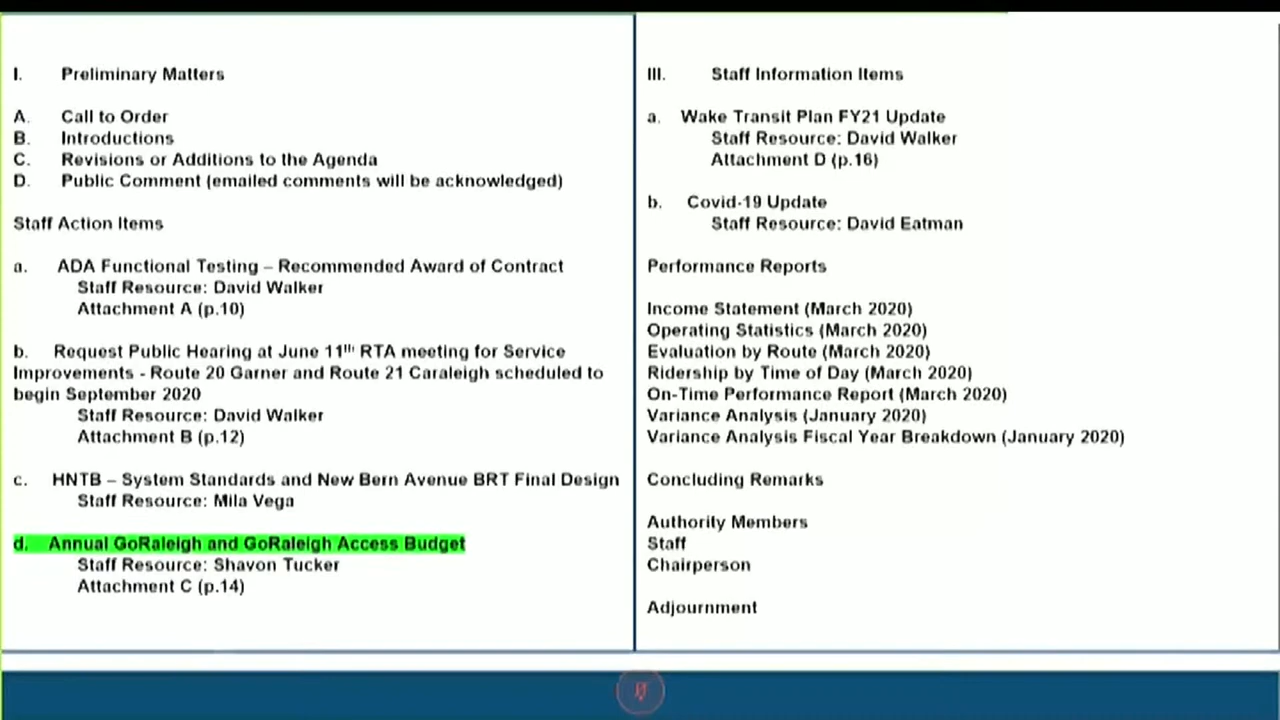 I. Preliminary Matters
A. Call to Order
B. Introductions
C. Revisions or Additions to the Agenda
D. Public Comment (emailed comments will be acknowledged)
Staff Action Items
a. ADA Functional Testing – Recommended Award of Contract
Staff Resource: David Walker
Attachment A (p.10)
b. Request Public Hearing at June 11th RTA meeting for Service
Improvements - Route 20 Garner and Route 21 Caraleigh scheduled to
begin September 2020
Staff Resource: David Walker
Attachment B (p.12)
c. HNTB – System Standards and New Bern Avenue BRT Final Design
Staff Resource: Mila Vega
d. Annual GoRaleigh and GoRaleigh Access Budget
Staff Resource: Shavon Tucker
Attachment C (p.14)
III. Staff Information Items
a. Wake Transit Plan FY21 Update
Staff Resource: David Walker
Attachment D (p.16)
b. Covid-19 Update
Staff Resource: David Eatman
Performance Reports
Income Statement (March 2020)
Operating Statistics (March 2020)
Evaluation by Route (March 2020)
Ridership by Time of Day (March 2020)
On-Time Performance Report (March 2020)
Variance Analysis (January 2020)
Variance Analysis Fiscal Year Breakdown (January 2020)
Concluding Remarks
Authority Members
Staff
Chairperson
Adjournment